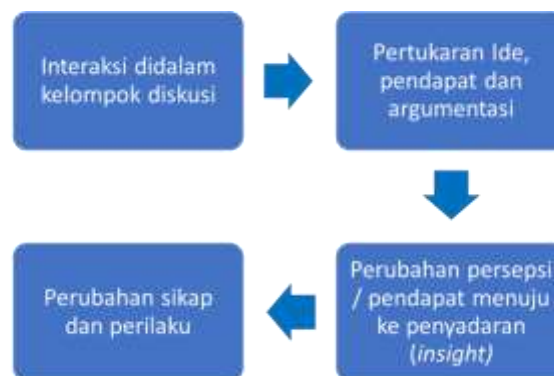 Interaksi didalam
kelompok diskusi
Pertukaran Ide,
pendapat dan
argumentasi
Perubahan persepsi
/ pendapat menuju
ke penyadaran
(insight)
Perubahan sikap
dan perilaku